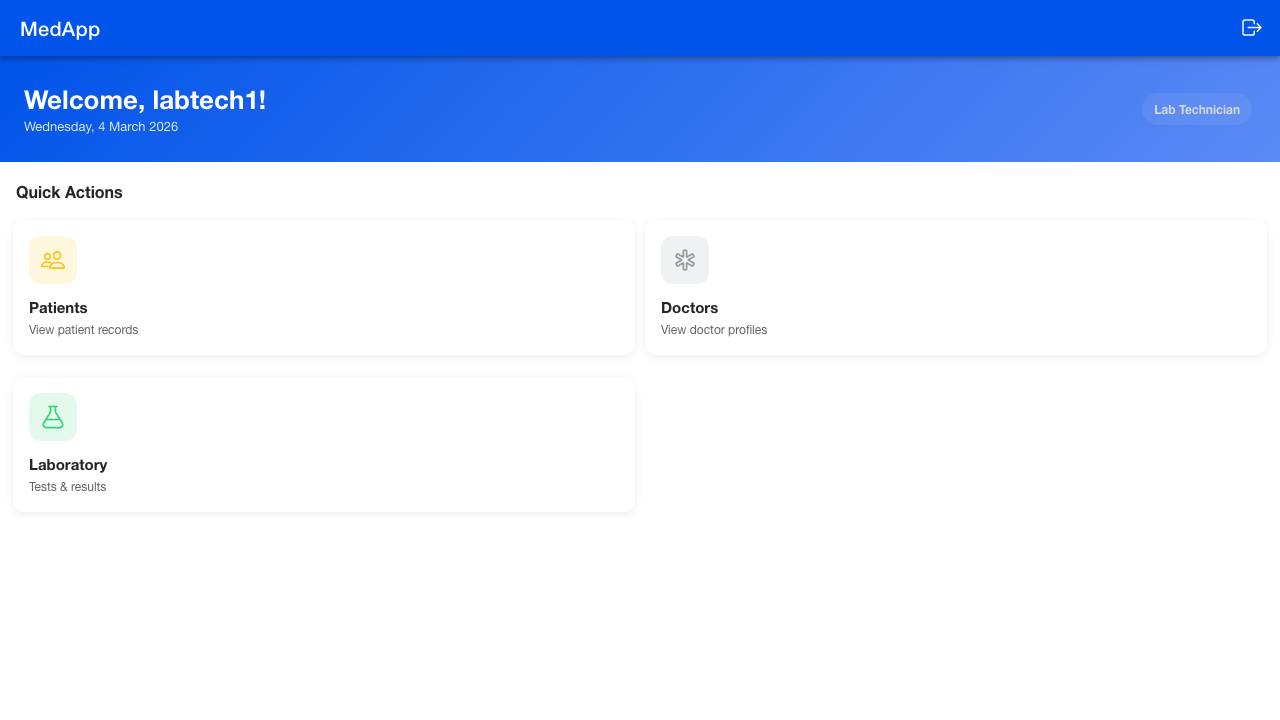 MedApp
Welcome, labtech1!
Wednesday, 4 March 2026
Lab Technician
Quick Actions
Patients
View patient records
Doctors
View doctor profiles
Laboratory
Tests & results